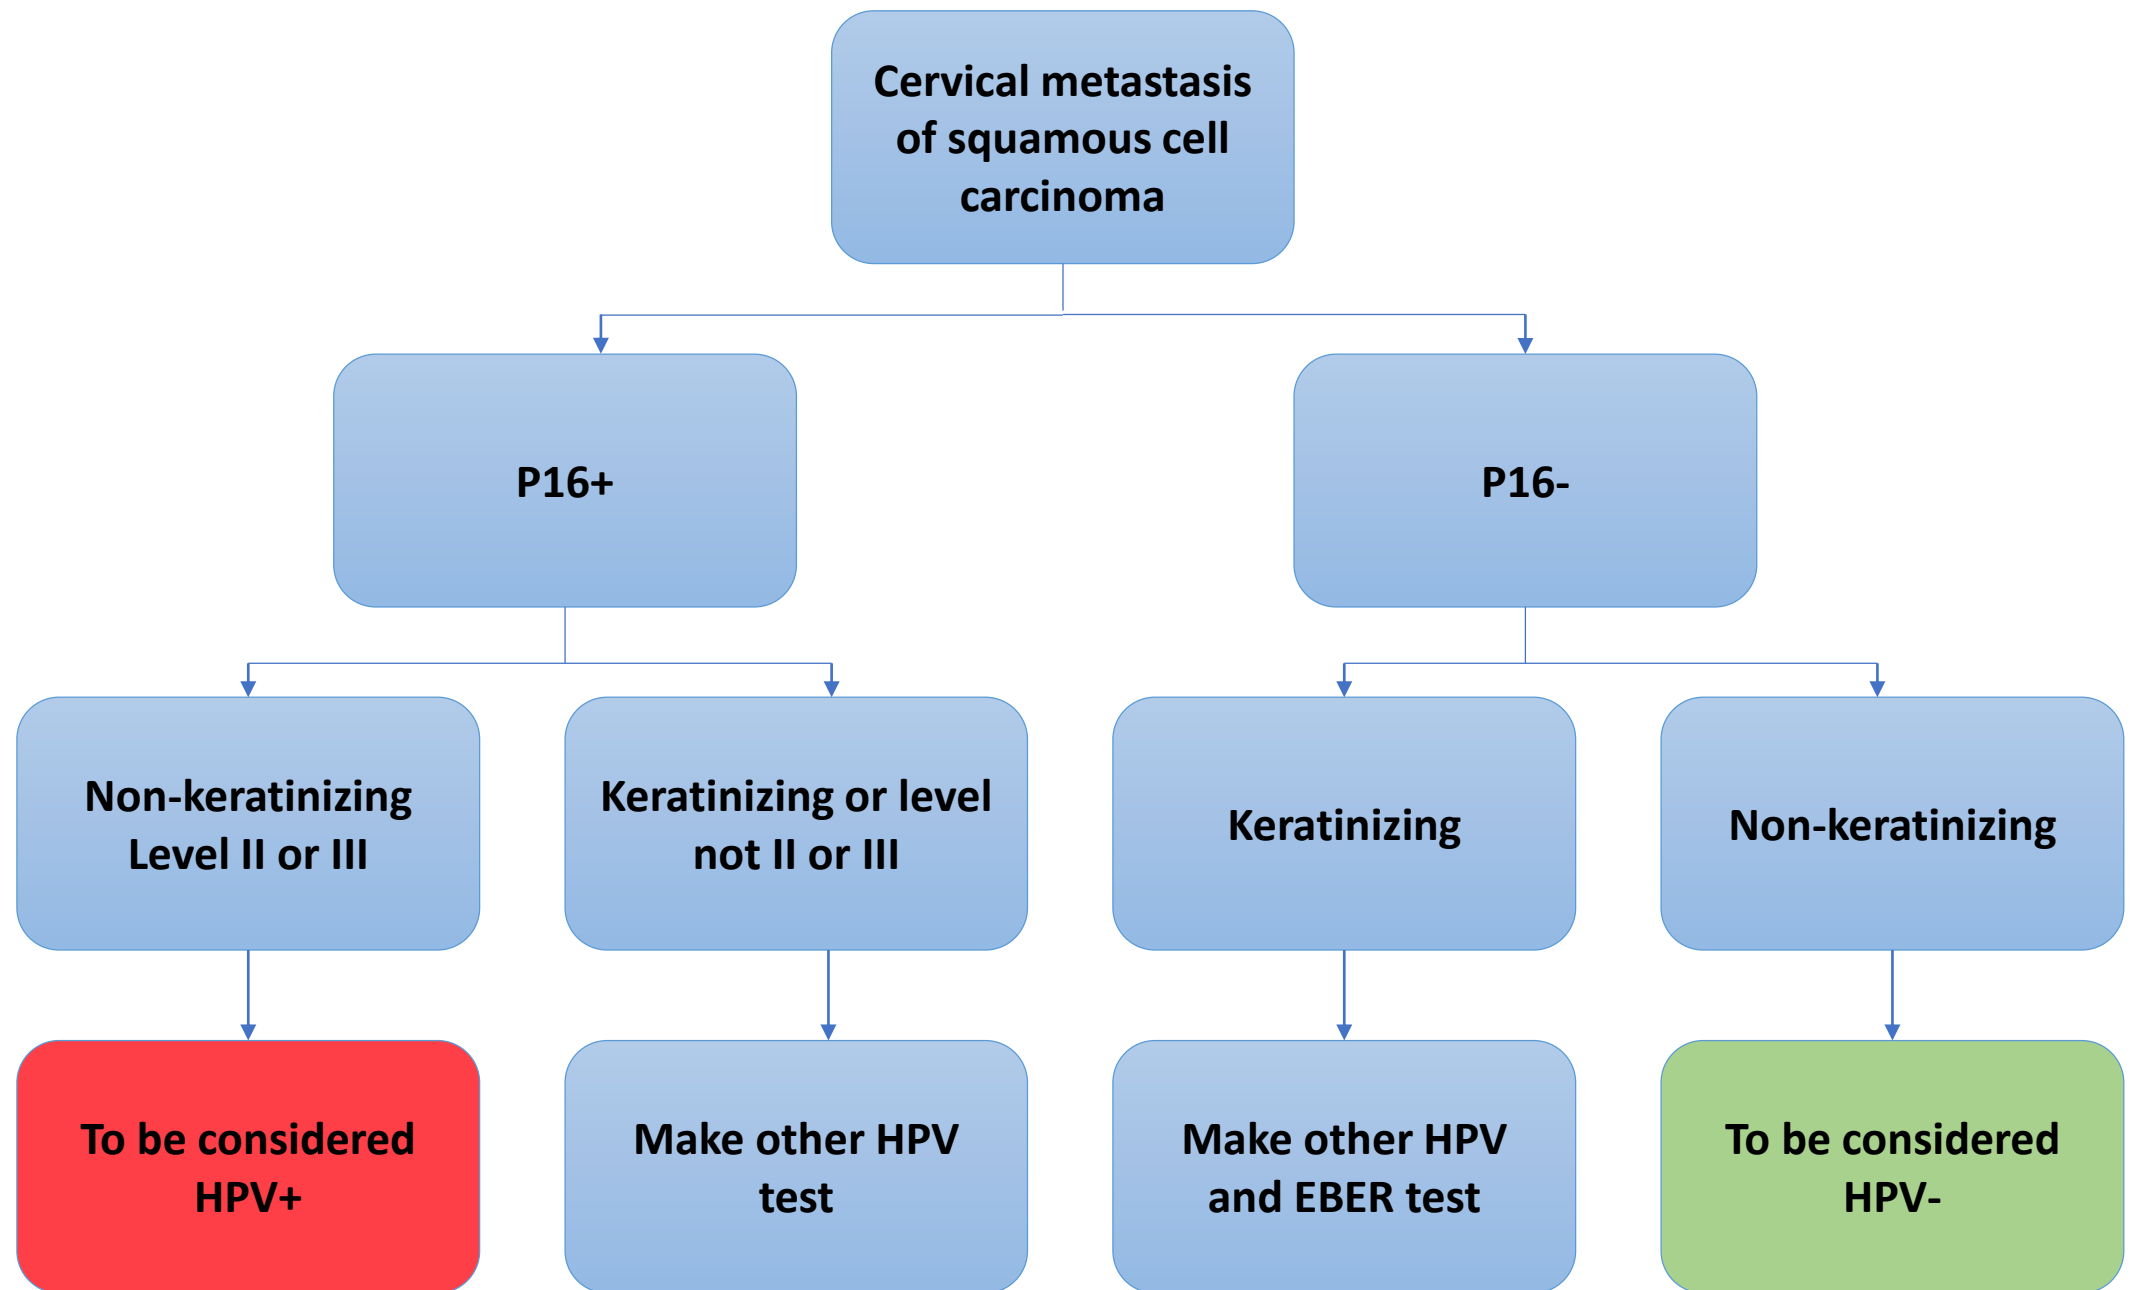 Cervical metastasis
of squamous cell
carcinoma
P16+
P16-
Non-keratinizing
Level II or III
Keratinizing or level
not II or III
Keratinizing
Non-keratinizing
To be considered
HPV+
Make other HPV
test
Make other HPV
and EBER test
To be considered
HPV-